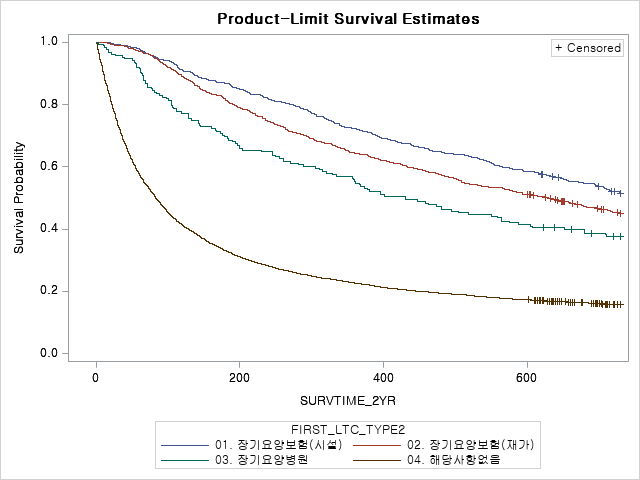 Product-Limit Survival Estimates
+ Censored
1.0
0.8
0.6
0.4
0.2
0.0
Survival Probability
0 200 400 600
SURVTIME_2YR
FIRST_LTC_TYPE2
01. 장기요양보험(시설) 02. 장기요양보험(재가)
03. 장기요양병원 04. 해당사항없음